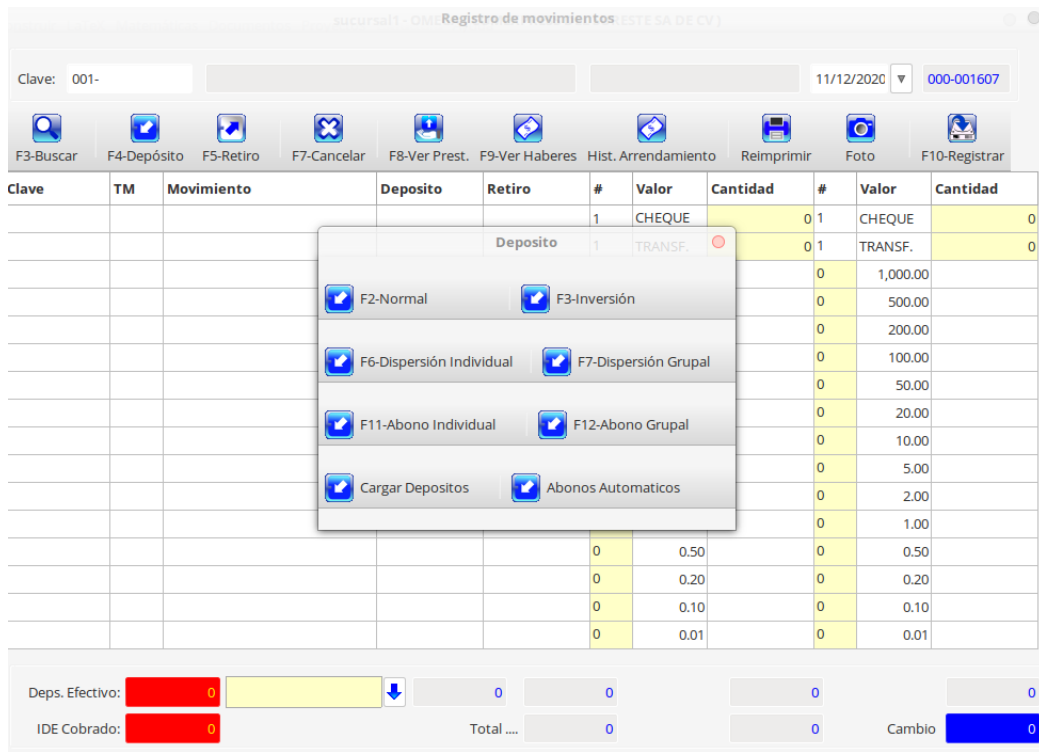 sucursal1 - OME Registro de movimientos LESTE SA DE CV ]
Clave: 001- 11/12/2020 000-001607
F3-Buscar F4-Depósito F5-Retiro F7-Cancelar F8-Ver Prest. F9-Ver Haberes Hist. Arrendamiento Reimprimir Foto F10-Registrar
Clave TM Movimiento Deposito Retiro # Valor Cantidad # Valor Cantidad
1 CHEQUE 0 1 CHEQUE 0
Deposito
1 TRANSF. 0 1 TRANSF. 0
0 1,000.00
F2-Normal F3-Inversión
0 500.00
0 200.00
F6-Dispersión Individual F7-Dispersión Grupal
0 100.00
0 50.00
F11-Abono Individual F12-Abono Grupal
0 20.00
0 10.00
0 5.00
Cargar Depositos Abonos Automaticos
0 2.00
0 1.00
0 0.50 0 0.50
0 0.20 0 0.20
0 0.10 0 0.10
0 0.01 0 0.01
Deps. Efectivo: 0 0 0 0 0
IDE Cobrado: 0 Total .... 0 0 Cambio 0